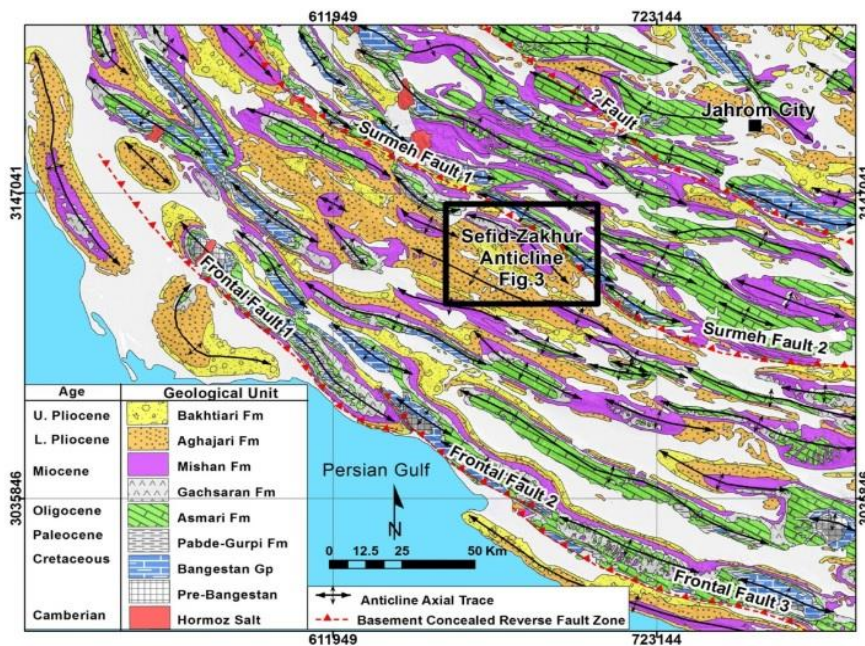 611949
723144
?Fault
Jahrom City
Surmeh Fault 1
3147041
3147041
Sefid-Zakhur
Anticline
Fig.3
Frontal Fault 1
Surmeh Fault 2
Age
Geological Unit
U. Pliocene
Bakhtiari Fm
L. Pliocene
Aghajari Fm
Miocene
Mishan Fm
Gachsaran Fm
Oligocene
Asmari Fm
Paleocene
Pabde-Gurpi Fm
Cretaceous
Bangestan Gp
Pre-Bangestan
Camberian
Hormoz Salt
Persian Gulf
N
0 12.5 25 50 Km
Frontal Fault 2
3035846
3035846
Frontal Fault 3
Anticline Axial Trace
Basement Concealed Reverse Fault Zone
611949
723144